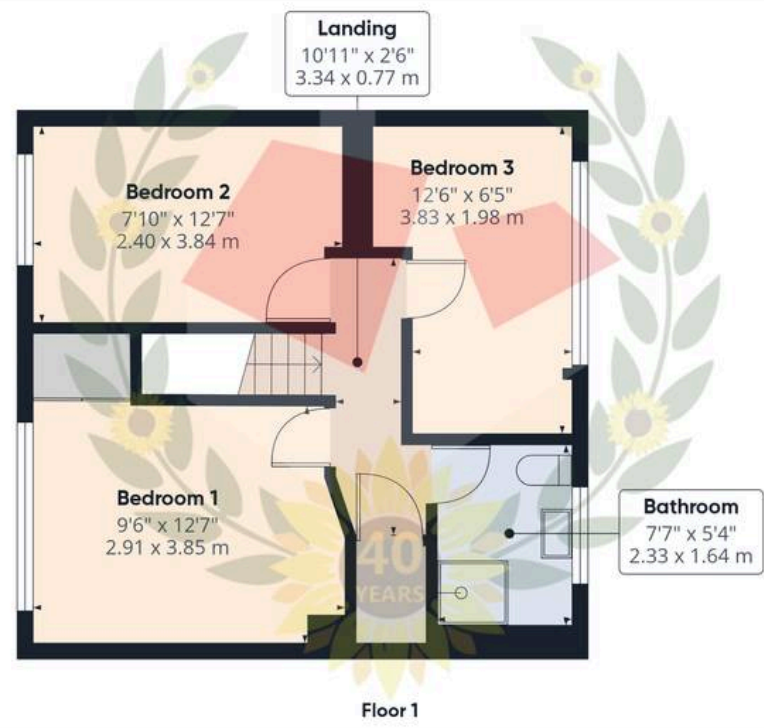 Landing
10'11" x 2'6"
3.34 x 0.77 m
Bedroom 2
7'10" x 12'7"
2.40 x 3.84 m
Bedroom 3
12'6" x 6'5"
3.83 x 1.98 m
Bedroom 1
9'6" x 12'7"
2.91 x 3.85 m
Bathroom
7'7" x 5'4"
2.33 x 1.64 m
40
YEARS
Floor 1